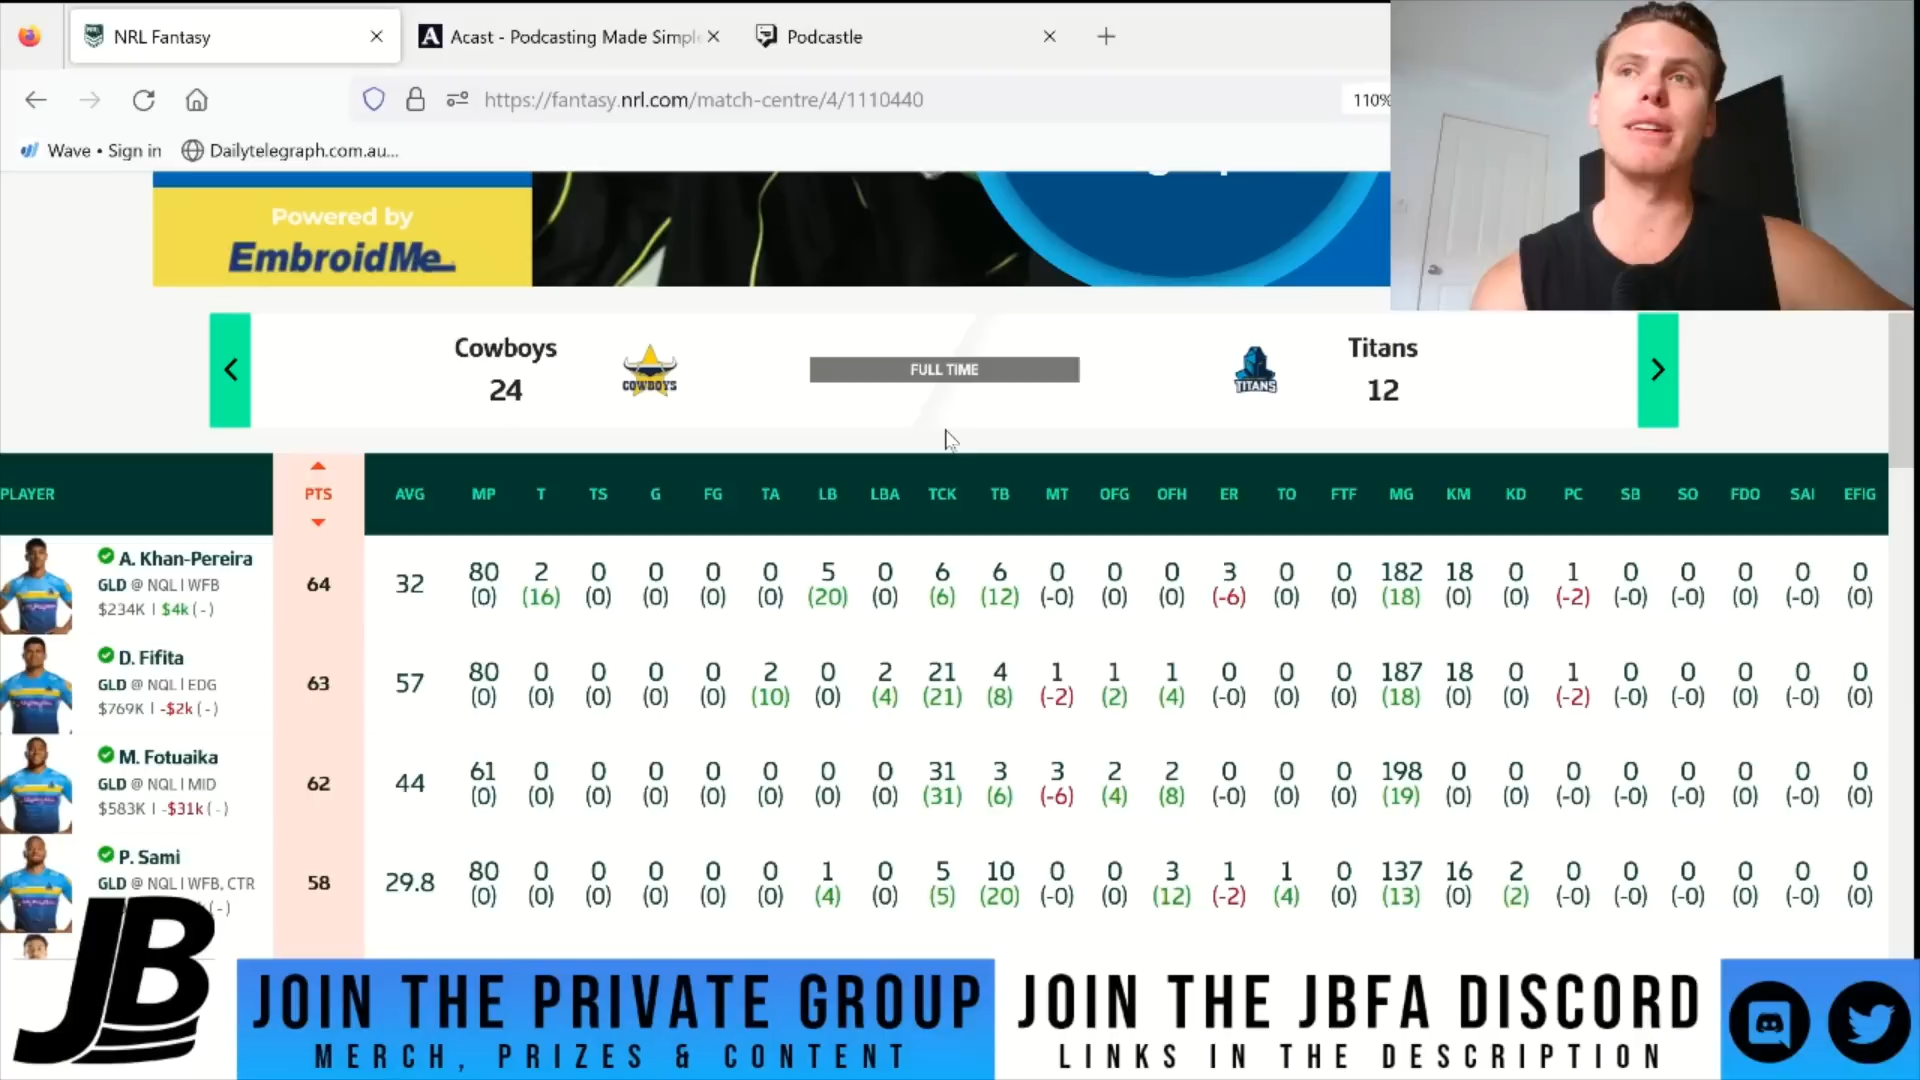 NRL Fantasy
Acast - Podcasting Made Simpl
Podcastle
https://fantasy.nrl.com/match-centre/4/1110440
110%
Wave • Sign in
Dailytelegraph.com.au...
Powered by
EmbroidMe
Cowboys
24
COWBOYS
FULL TIME
TITANS
Titans
12
PLAYER PTS AVG MP T TS G FG TA LB LBA TCK TB MT OFG OFH ER TO FTF MG KM KD PC SB SO FDO SAI EFIG
A. Khan-Pereira
GLD @ NQL | WFB
$234K | $4k (-)
64 32 80 2 0 0 0 0 5 0 6 6 0 0 0 3 0 0 182 18 0 1 0 0 0 0 0
(0) (16) (0) (0) (0) (0) (20) (0) (6) (12) (-0) (0) (0) (-6) (0) (0) (18) (0) (0) (-2) (-0) (-0) (0) (0) (0)
D. Fifita
GLD @ NQL | EDG
$769K | -$2k (-)
63 57 80 0 0 0 0 2 0 2 21 4 1 1 1 0 0 0 187 18 0 1 0 0 0 0 0
(0) (0) (0) (0) (0) (10) (0) (4) (21) (8) (-2) (2) (4) (-0) (0) (0) (18) (0) (0) (-2) (-0) (-0) (0) (0) (0)
M. Fotuaika
GLD @ NQL | MID
$583K | -$31k (-)
62 44 61 0 0 0 0 0 0 0 31 3 3 2 2 0 0 0 198 0 0 0 0 0 0 0 0
(0) (0) (0) (0) (0) (0) (0) (0) (31) (6) (-6) (4) (8) (-0) (0) (0) (19) (0) (0) (-0) (-0) (-0) (0) (0) (0)
P. Sami
GLD @ NQL | WFB, CTR
(-)
58 29.8 80 0 0 0 0 0 1 0 5 10 0 0 3 1 1 0 137 16 2 0 0 0 0 0 0
(0) (0) (0) (0) (0) (0) (4) (0) (5) (20) (-0) (0) (12) (-2) (4) (0) (13) (0) (2) (-0) (-0) (-0) (0) (0) (0)
JB
JOIN THE PRIVATE GROUP
MERCH, PRIZES & CONTENT
JOIN THE JBFA DISCORD
LINKS IN THE DESCRIPTION